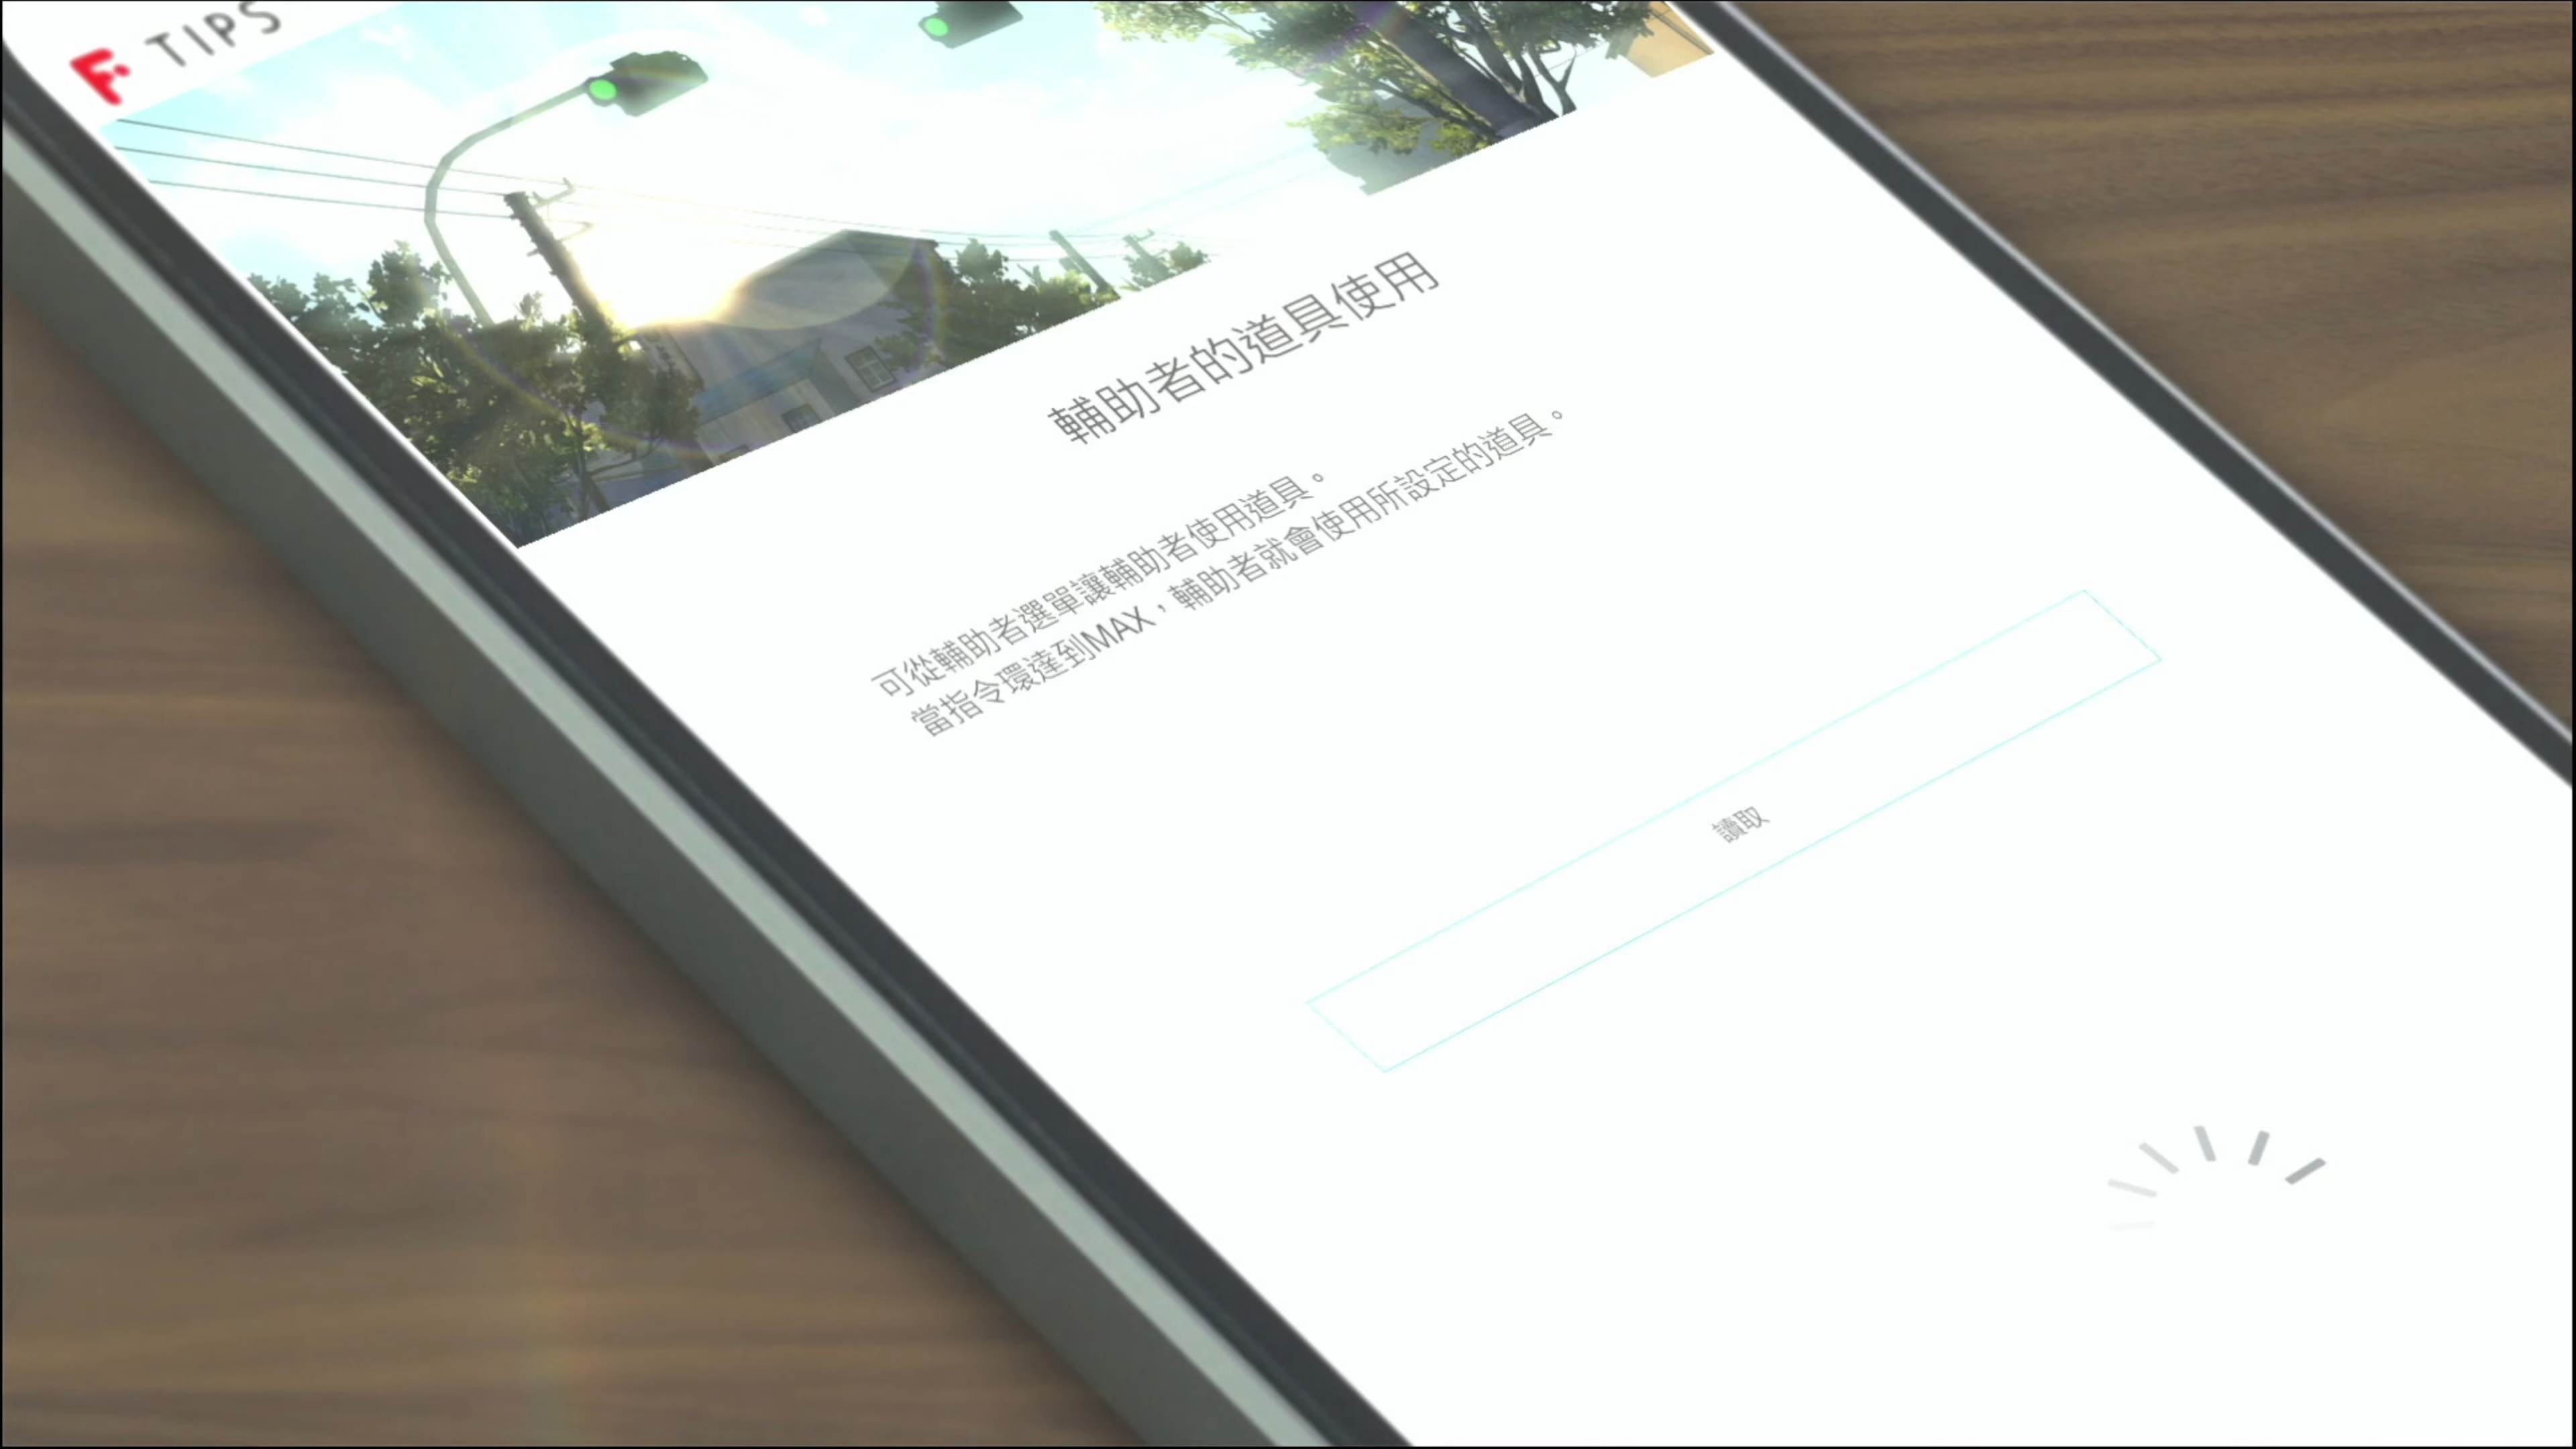 TIPS
輔助者的道具使用
可從輔助者選單讓輔助者使用道具。
當指令環達到MAX，輔助者就會使用所設定的道具。
讀取